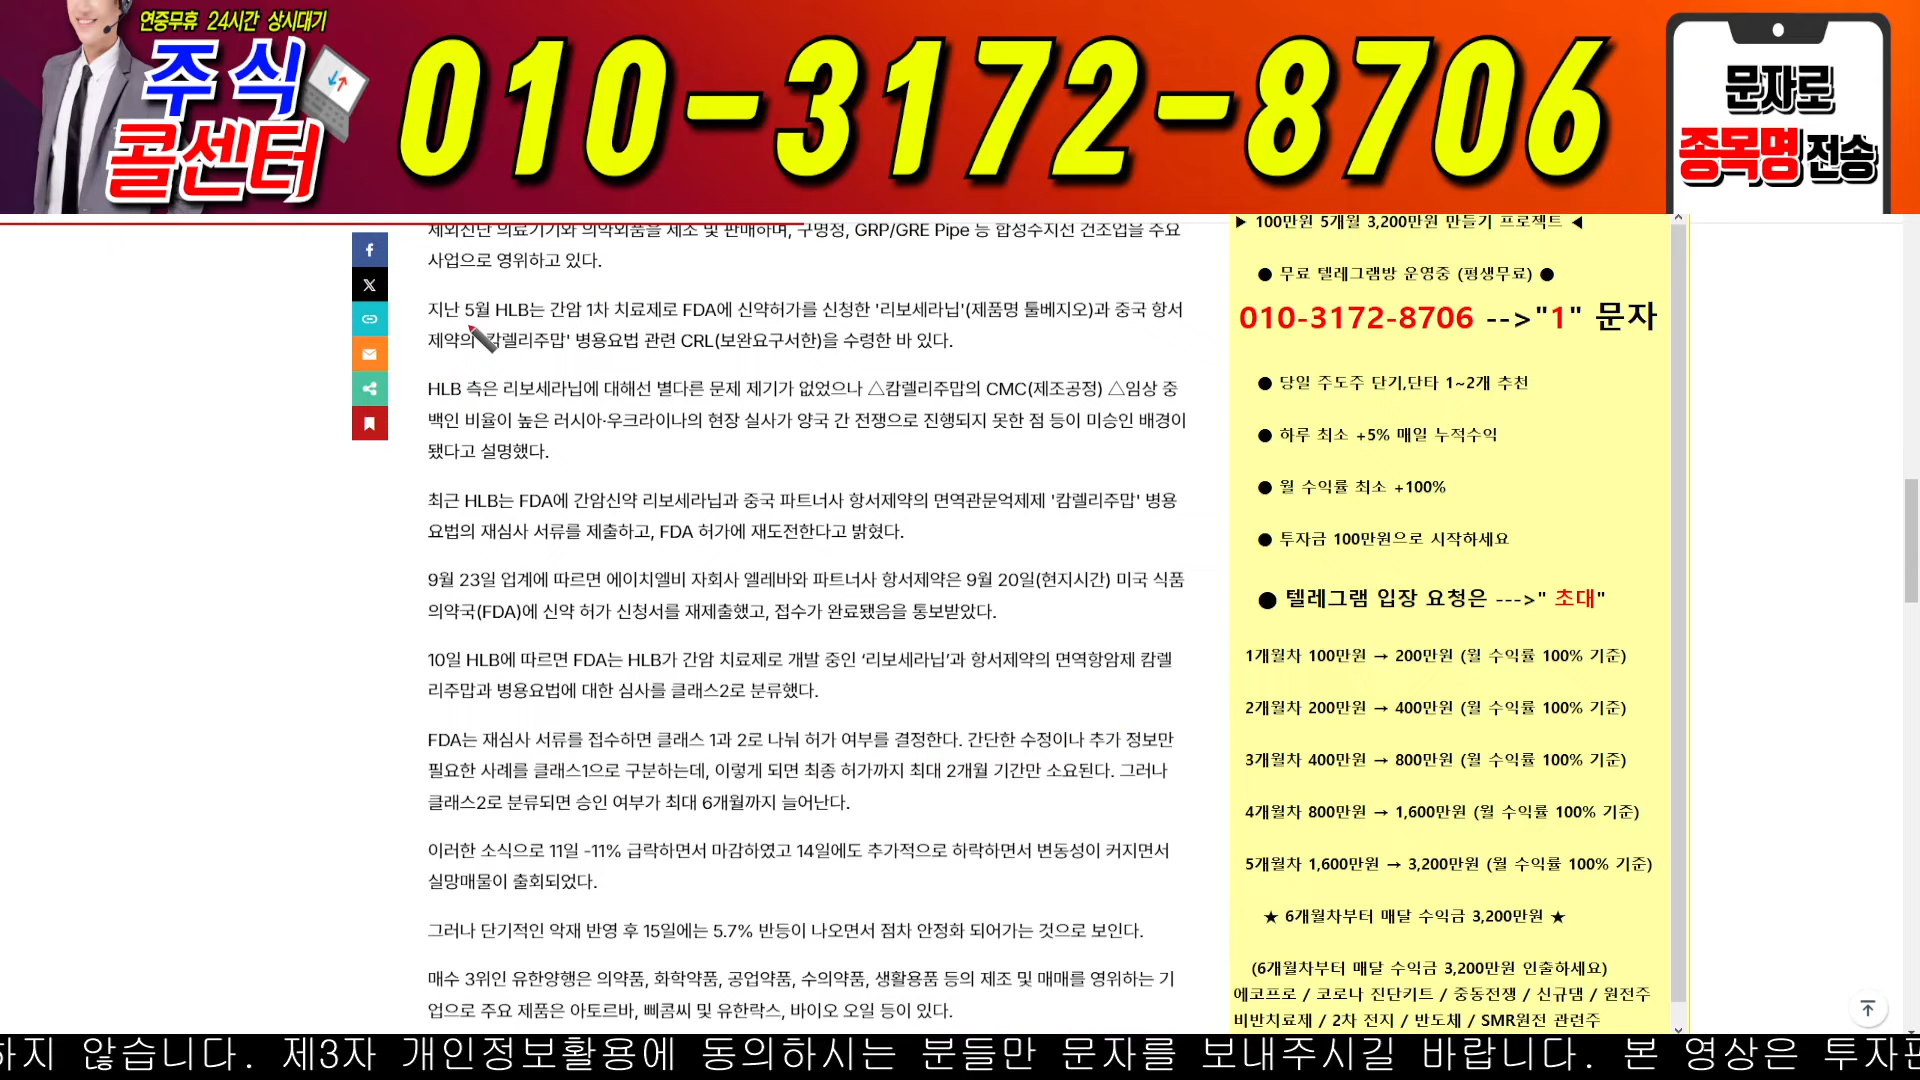 연중무휴 24시간 상시대기
주식
콜센터
010-3172-8706
문자로
종목명 전송
제외진단 의료기기와 의약외품을 제조 및 판매하며, 구명정, GRP/GRE Pipe 등 합성수지선 건조업을 주요
사업으로 영위하고 있다.
지난 5월 HLB는 간암 1차 치료제로 FDA에 신약허가를 신청한 '리보세라닙'(제품명 툴베지오)과 중국 항서
제약의 '캄렐리주맙' 병용요법 관련 CRL(보완요구서한)을 수령한 바 있다.
HLB 측은 리보세라닙에 대해선 별다른 문제 제기가 없었으나 △캄렐리주맙의 CMC(제조공정) △임상 중
백인 비율이 높은 러시아·우크라이나의 현장 실사가 양국 간 전쟁으로 진행되지 못한 점 등이 미승인 배경이
됐다고 설명했다.
최근 HLB는 FDA에 간암신약 리보세라닙과 중국 파트너사 항서제약의 면역관문억제제 '캄렐리주맙' 병용
요법의 재심사 서류를 제출하고, FDA 허가에 재도전한다고 밝혔다.
9월 23일 업계에 따르면 에이치엘비 자회사 엘레바와 파트너사 항서제약은 9월 20일(현지시간) 미국 식품
의약국(FDA)에 신약 허가 신청서를 재제출했고, 접수가 완료됐음을 통보받았다.
10일 HLB에 따르면 FDA는 HLB가 간암 치료제로 개발 중인 ‘리보세라닙’과 항서제약의 면역항암제 캄렐
리주맙과 병용요법에 대한 심사를 클래스2로 분류했다.
FDA는 재심사 서류를 접수하면 클래스 1과 2로 나눠 허가 여부를 결정한다. 간단한 수정이나 추가 정보만
필요한 사례를 클래스1으로 구분하는데, 이렇게 되면 최종 허가까지 최대 2개월 기간만 소요된다. 그러나
클래스2로 분류되면 승인 여부가 최대 6개월까지 늘어난다.
이러한 소식으로 11일 -11% 급락하면서 마감하였고 14일에도 추가적으로 하락하면서 변동성이 커지면서
실망매물이 출회되었다.
그러나 단기적인 악재 반영 후 15일에는 5.7% 반등이 나오면서 점차 안정화 되어가는 것으로 보인다.
매수 3위인 유한양행은 의약품, 화학약품, 공업약품, 수의약품, 생활용품 등의 제조 및 매매를 영위하는 기
업으로 주요 제품은 아토르바, 삐콤씨 및 유한락스, 바이오 오일 등이 있다.
▶ 100만원 5개월 3,200만원 만들기 프로젝트 ◀
● 무료 텔레그램방 운영중 (평생무료) ●
010-3172-8706 -->"1" 문자
● 당일 주도주 단기,단타 1~2개 추천
● 하루 최소 +5% 매일 누적수익
● 월 수익률 최소 +100%
● 투자금 100만원으로 시작하세요
● 텔레그램 입장 요청은 --->" 초대"
1개월차 100만원 → 200만원 (월 수익률 100% 기준)
2개월차 200만원 → 400만원 (월 수익률 100% 기준)
3개월차 400만원 → 800만원 (월 수익률 100% 기준)
4개월차 800만원 → 1,600만원 (월 수익률 100% 기준)
5개월차 1,600만원 → 3,200만원 (월 수익률 100% 기준)
★ 6개월차부터 매달 수익금 3,200만원 ★
(6개월차부터 매달 수익금 3,200만원 인출하세요)
에코프로 / 코로나 진단키트 / 중동전쟁 / 신규댐 / 원전주
비반치료제 / 2차 전지 / 반도체 / SMR원전 관련주
하지 않습니다. 제3자 개인정보활용에 동의하시는 분들만 문자를 보내주시길 바랍니다. 본 영상은 투자판